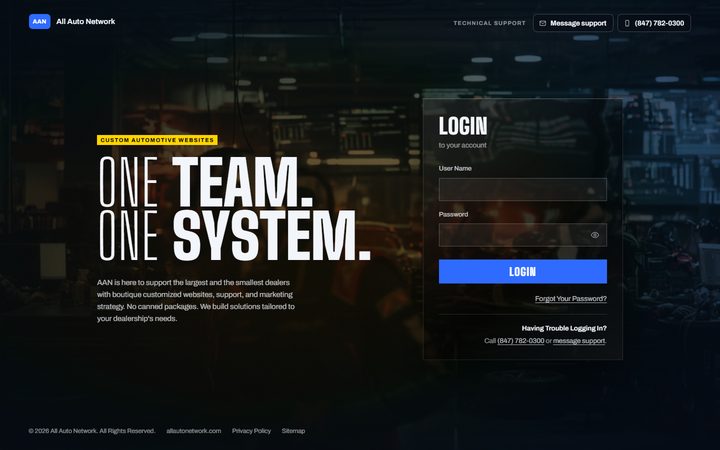 AAN All Auto Network
TECHNICAL SUPPORT
Message support
(847) 782-0300
CUSTOM AUTOMOTIVE WEBSITES
ONE TEAM.
ONE SYSTEM.
AAN is here to support the largest and the smallest dealers
with boutique customized websites, support, and marketing
strategy. No canned packages. We build solutions tailored to
your dealership's needs.
LOGIN
to your account
User Name
Password
LOGIN
Forgot Your Password?
Having Trouble Logging In?
Call (847) 782-0300 or message support.
© 2026 All Auto Network. All Rights Reserved.
allautonetwork.com
Privacy Policy
Sitemap